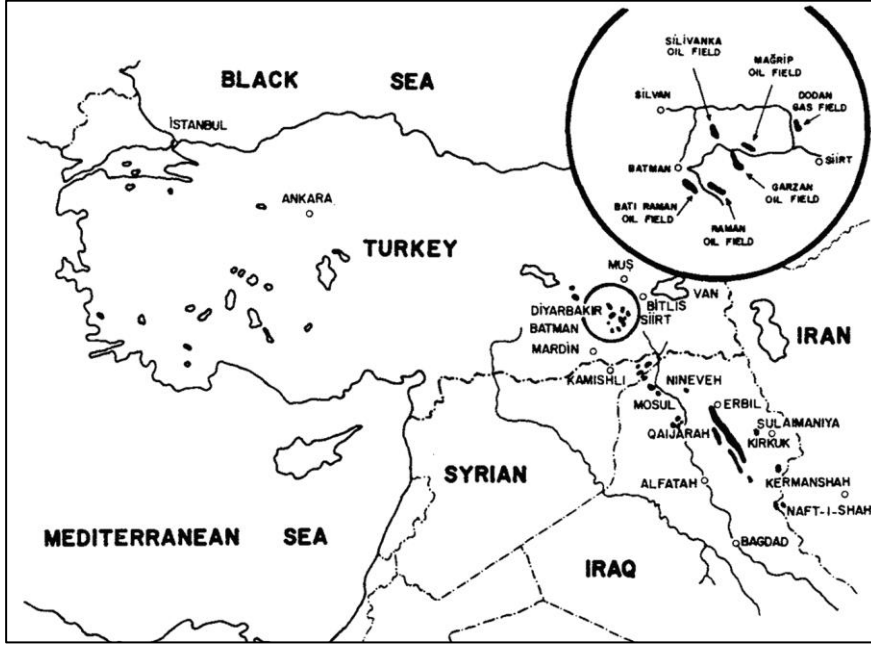 SİLİVANKA
OIL FIELD
MAĞRİP
OIL FIELD
DODAN
GAS FIELD
SİLVAN
SİİRT
BATMAN
GARZAN
OIL FIELD
BATI RAMAN
OIL FIELD
RAMAN
OIL FIELD
BLACK SEA
İSTANBUL
ANKARA
TURKEY
MUŞ
VAN
BİTLİS
DİYARBAKIR
SİİRT
BATMAN
IRAN
MARDİN
KAMISHLI
NINEVEH
MOSUL
ERBIL
SULAIMANIYA
QAIJARAH
KIRKUK
SYRIAN
ALFATAH
KERMANSHAH
NAFT-I-SHAH
MEDITERRANEAN SEA
BAGDAD
IRAQ